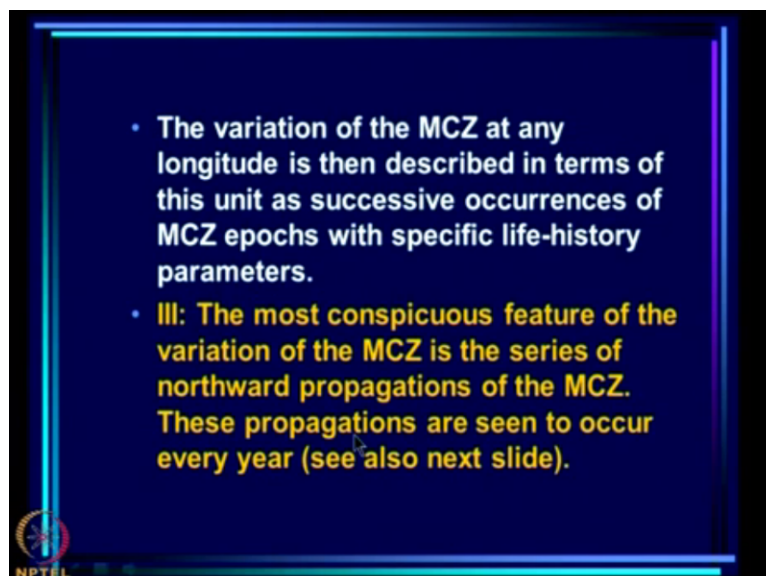 • The variation of the MCZ at any
longitude is then described in terms of
this unit as successive occurrences of
MCZ epochs with specific life-history
parameters.
• III: The most conspicuous feature of the
variation of the MCZ is the series of
northward propagations of the MCZ.
These propagations are seen to occur
every year (see also next slide).
NPTEL